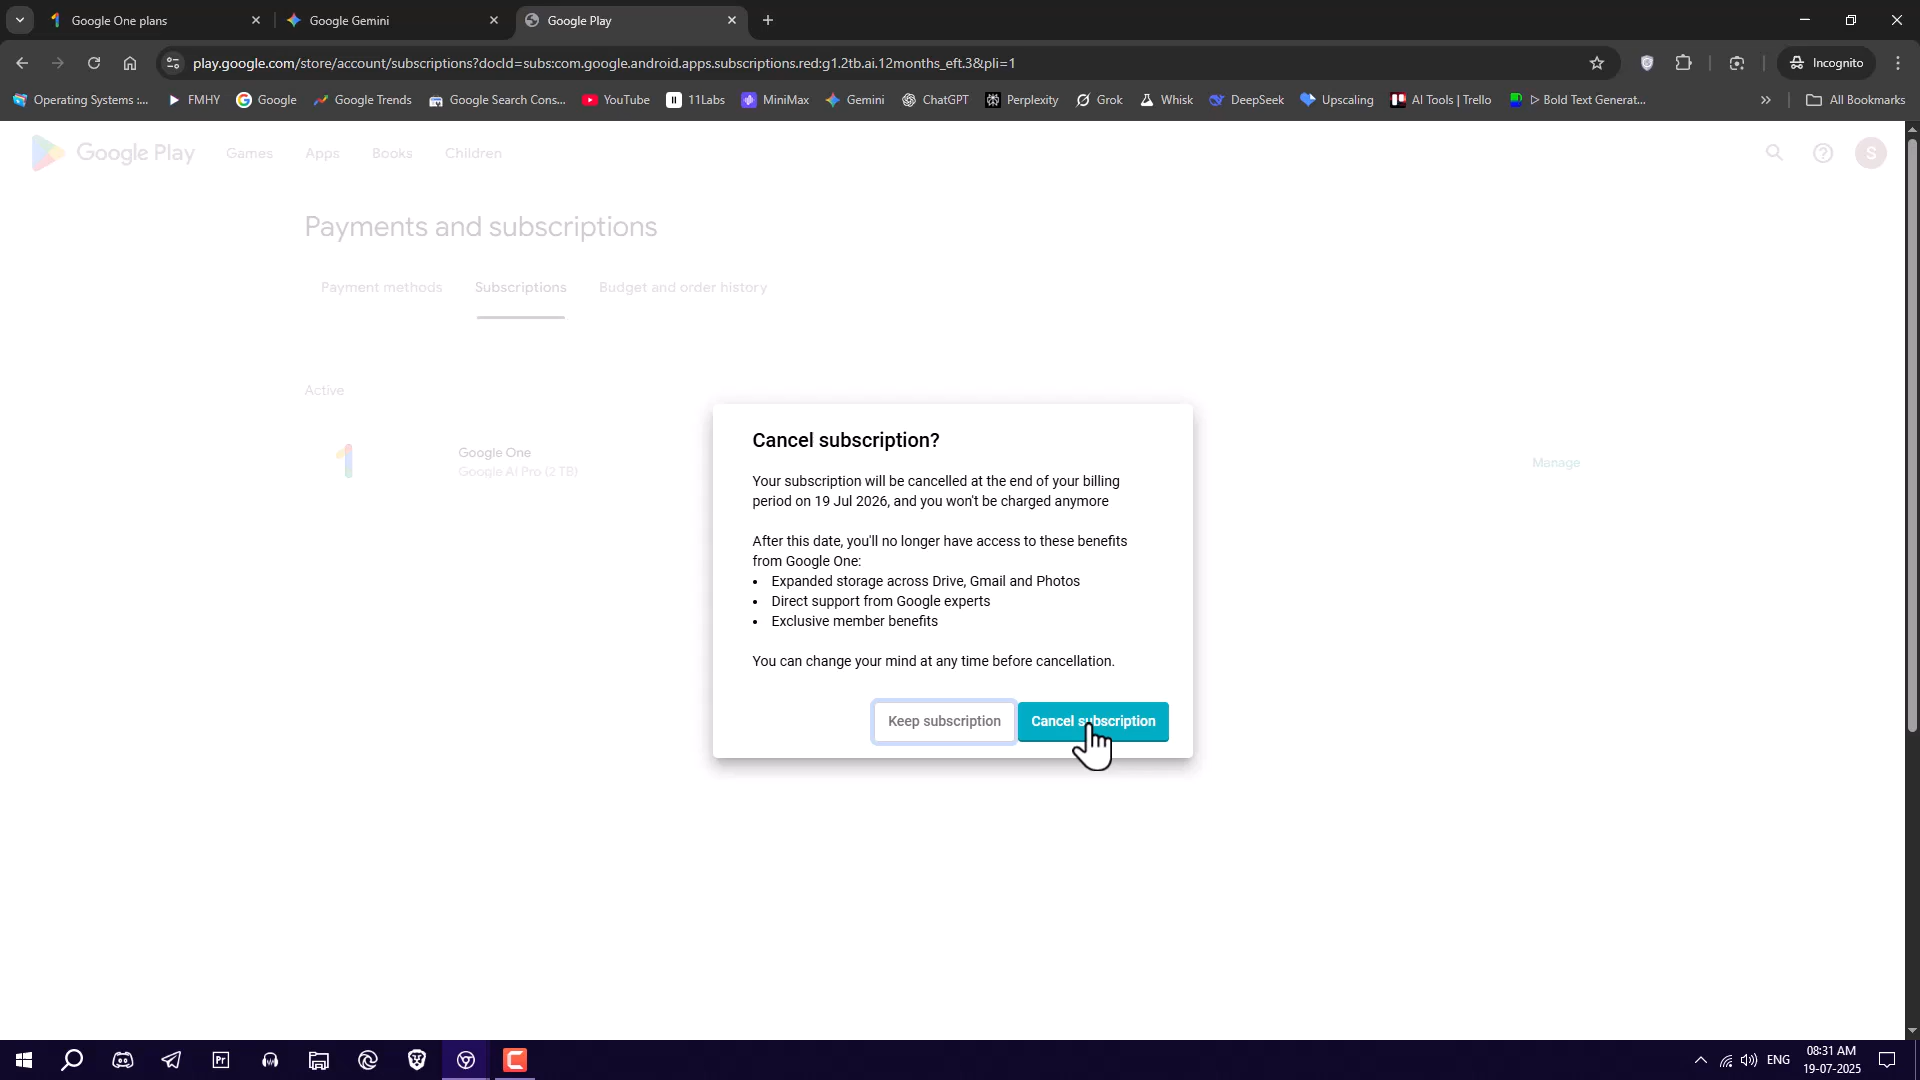 Google One plans
Google Gemini
Google Play
play.google.com/store/account/subscriptions?docId=subs:com.google.android.apps.subscriptions.red:g1.2tb.ai.12months_eft.3&pli=1
Incognito
Operating Systems :...
FMHY
Google
Google Trends
Google Search Cons...
YouTube
11Labs
MiniMax
Gemini
ChatGPT
Perplexity
Grok
Whisk
DeepSeek
Upscaling
AI Tools | Trello
▷ Bold Text Generat...
All Bookmarks
Google Play
Games
Apps
Books
Children
S
Payments and subscriptions
Payment methods
Subscriptions
Budget and order history
Active
Google One
Google AI Pro (2 TB)
Manage
Cancel subscription?
Your subscription will be cancelled at the end of your billing
period on 19 Jul 2026, and you won't be charged anymore
After this date, you'll no longer have access to these benefits
from Google One:
• Expanded storage across Drive, Gmail and Photos
• Direct support from Google experts
• Exclusive member benefits
You can change your mind at any time before cancellation.
Keep subscription
Cancel subscription
Pr
ENG
08:31 AM
19-07-2025